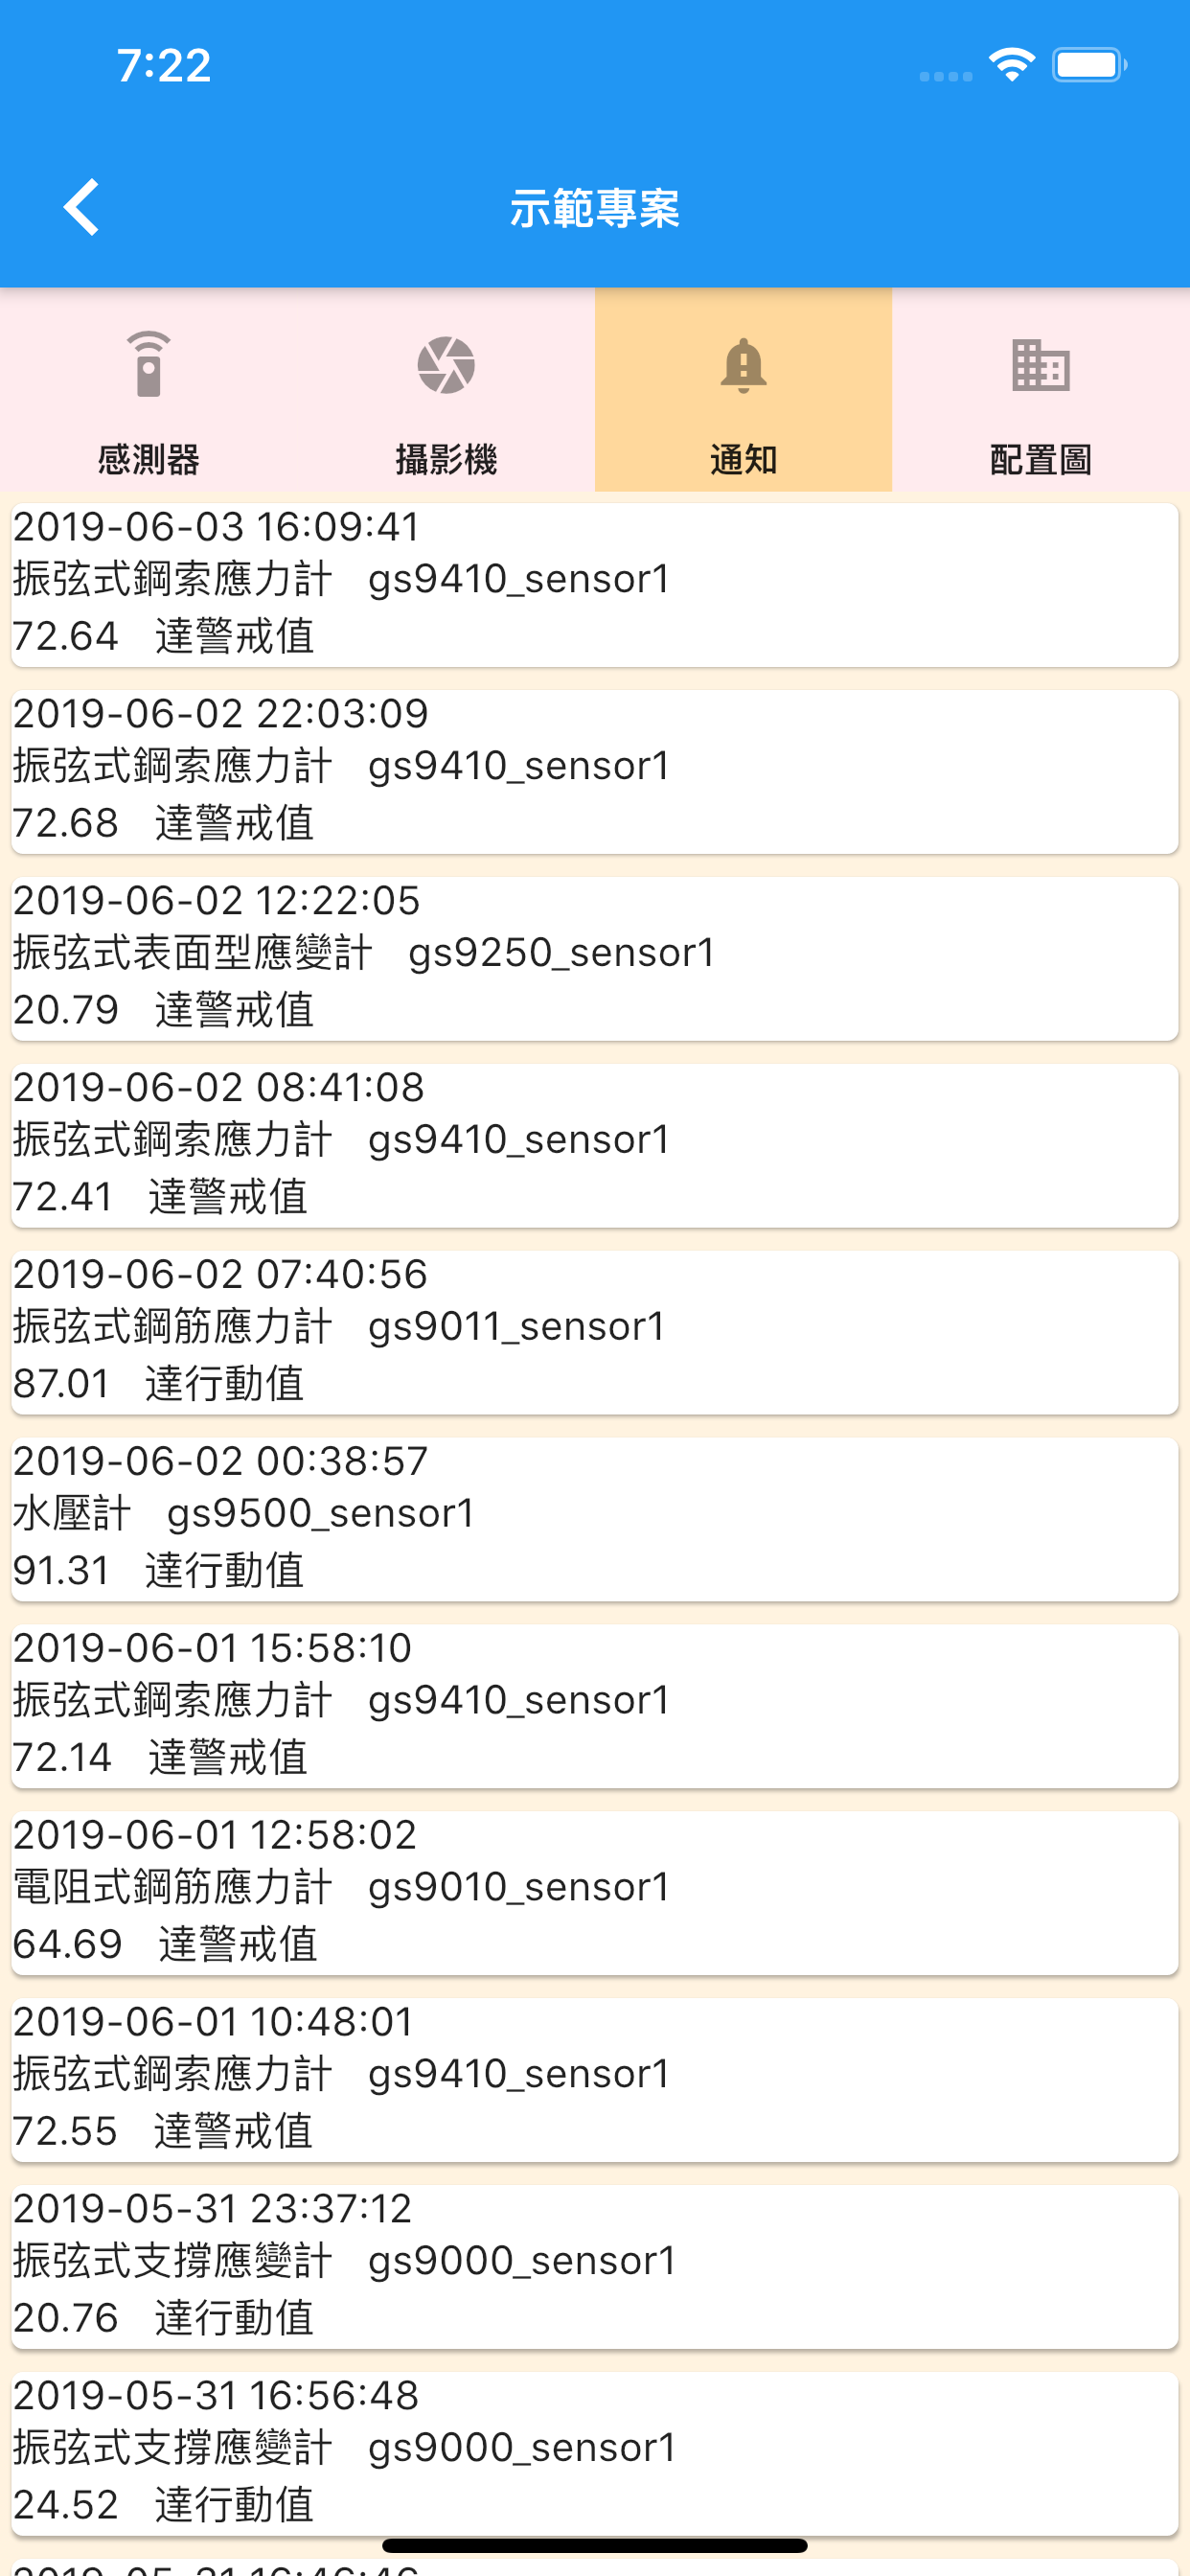 7:22
示範專案
感測器 攝影機 通知 配置圖
2019-06-03 16:09:41
振弦式鋼索應力計 gs9410_sensor1
72.64 達警戒值
2019-06-02 22:03:09
振弦式鋼索應力計 gs9410_sensor1
72.68 達警戒值
2019-06-02 12:22:05
振弦式表面型應變計 gs9250_sensor1
20.79 達警戒值
2019-06-02 08:41:08
振弦式鋼索應力計 gs9410_sensor1
72.41 達警戒值
2019-06-02 07:40:56
振弦式鋼筋應力計 gs9011_sensor1
87.01 達行動值
2019-06-02 00:38:57
水壓計 gs9500_sensor1
91.31 達行動值
2019-06-01 15:58:10
振弦式鋼索應力計 gs9410_sensor1
72.14 達警戒值
2019-06-01 12:58:02
電阻式鋼筋應力計 gs9010_sensor1
64.69 達警戒值
2019-06-01 10:48:01
振弦式鋼索應力計 gs9410_sensor1
72.55 達警戒值
2019-05-31 23:37:12
振弦式支撐應變計 gs9000_sensor1
20.76 達行動值
2019-05-31 16:56:48
振弦式支撐應變計 gs9000_sensor1
24.52 達行動值
2019-05-31 16:46:46